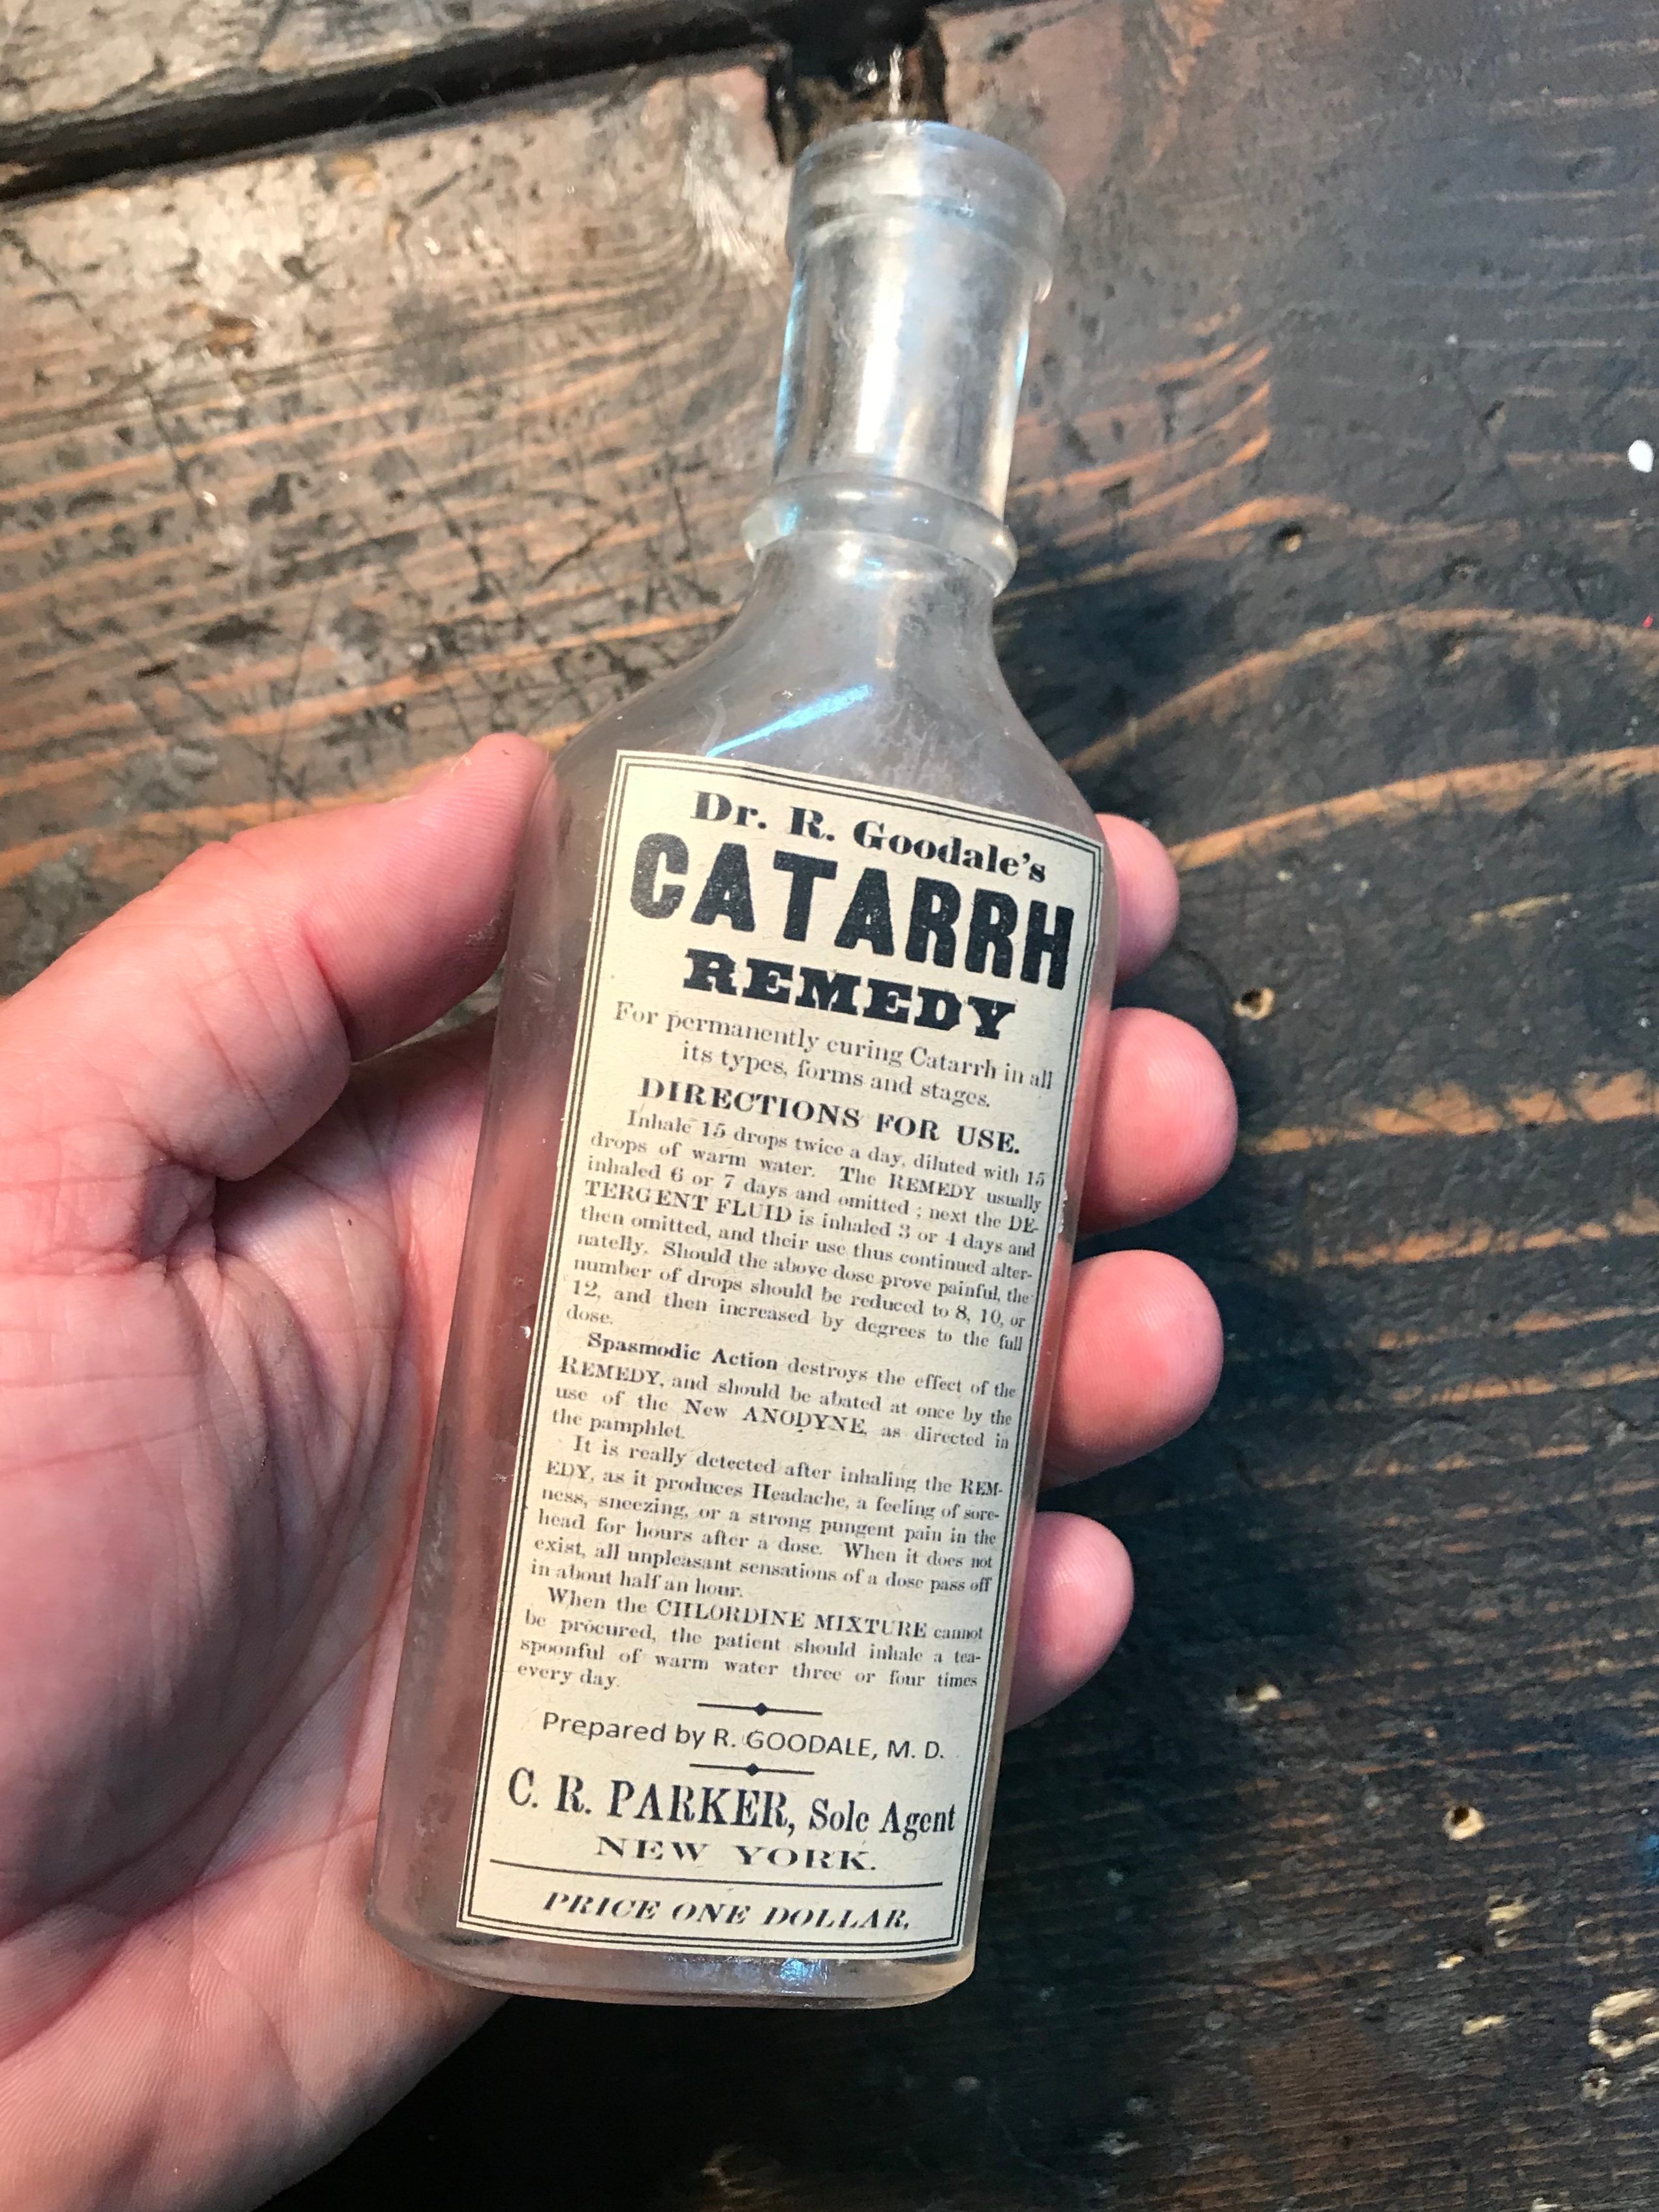 Dr. R. Goodale's
CATARRH
REMEDY
For permanently curing Catarrh in all
its types, forms and stages.
DIRECTIONS FOR USE.
Inhale 15 drops twice a day, diluted with 15
drops of warm water. The REMEDY usually
inhaled 6 or 7 days and omitted ; next the DE-
TERGENT FLUID is inhaled 3 or 4 days and
then omitted, and their use thus continued alter-
natelly. Should the above dose prove painful, the
number of drops should be reduced to 8, 10, or
12, and then increased by degrees to the full
dose.
Spasmodic Action destroys the effect of the
REMEDY, and should be abated at once by the
use of the New ANODYNE, as directed in
the pamphlet.
It is really detected after inhaling the REM-
EDY, as it produces Headache, a feeling of sore-
ness, sneezing, or a strong pungent pain in the
head for hours after a dose. When it does not
exist, all unpleasant sensations of a dose pass off
in about half an hour.
When the CHLORDINE MIXTURE cannot
be procured, the patient should inhale a tea-
spoonful of warm water three or four times
every day.
Prepared by R. GOODALE, M. D.
C. R. PARKER, Sole Agent
NEW YORK.
PRICE ONE DOLLAR,